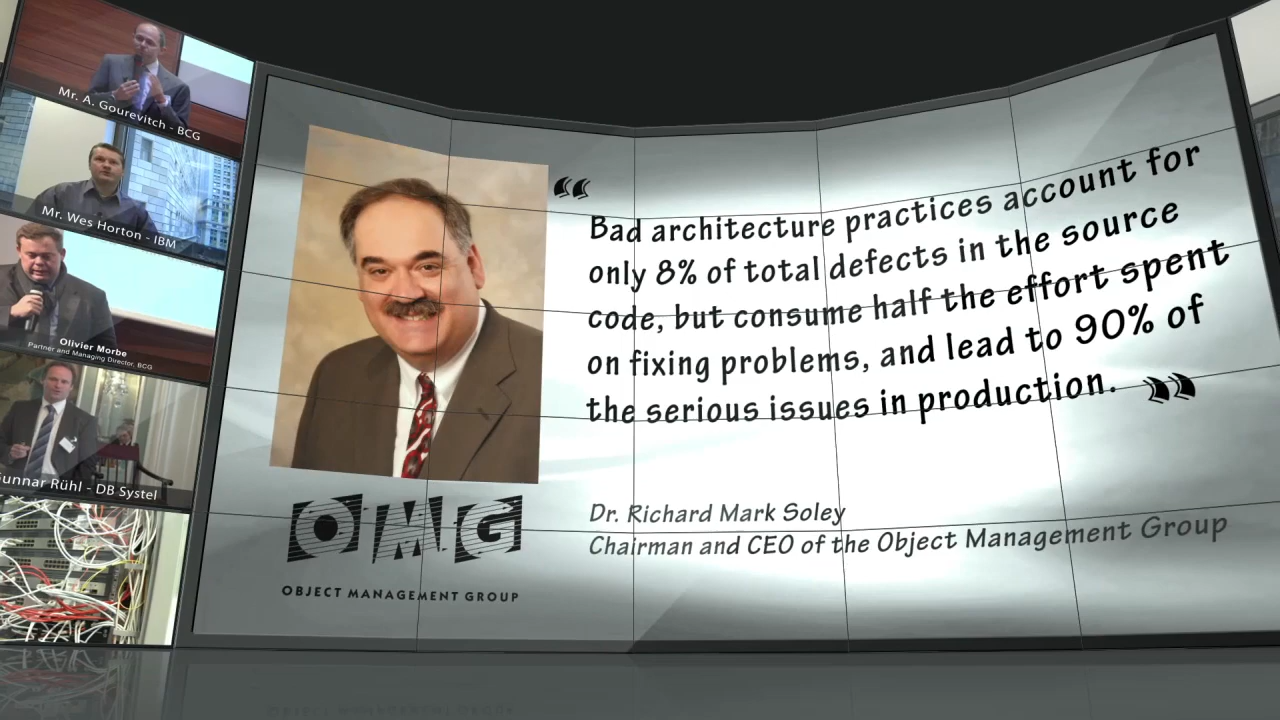 Mr. A. Gourevitch - BCG
Mr. Wes Horton - IBM
Olivier Morbe
Partner and Managing Director, BCG
Gunnar Rühl - DB Systel
“
Bad architecture practices account for
only 8% of total defects in the source
code, but consume half the effort spent
on fixing problems, and lead to 90% of
the serious issues in production. ”
Dr. Richard Mark Soley
Chairman and CEO of the Object Management Group
OMG
OBJECT MANAGEMENT GROUP